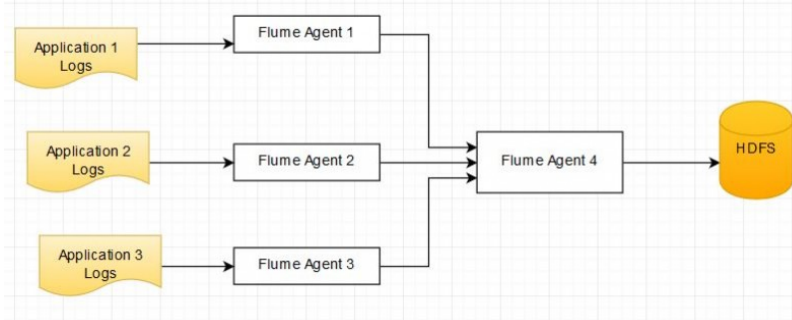 Application 1
Logs
Flume Agent 1
Application 2
Logs
Flume Agent 2
Flume Agent 4
HDFS
Application 3
Logs
Flume Agent 3